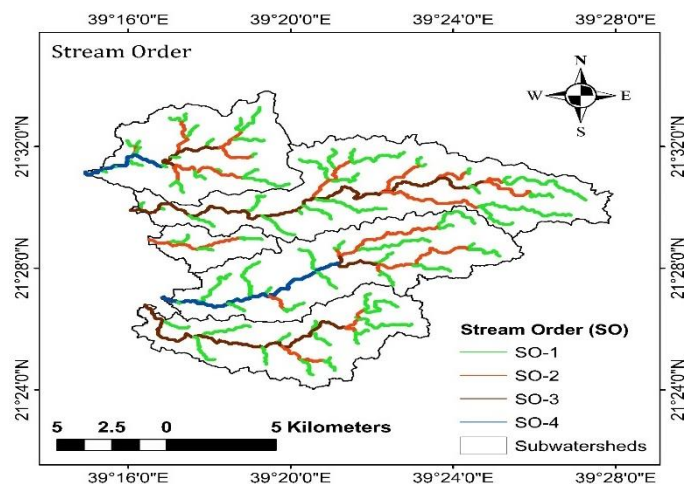 39°16'0"E 39°20'0"E 39°24'0"E 39°28'0"E
Stream Order
N
W E
S
21°32'0"N 21°32'0"N
21°28'0"N 21°28'0"N
21°24'0"N 21°24'0"N
Stream Order (SO)
SO-1
SO-2
SO-3
SO-4
Subwatersheds
5 2.5 0 5 Kilometers
39°16'0"E 39°20'0"E 39°24'0"E 39°28'0"E